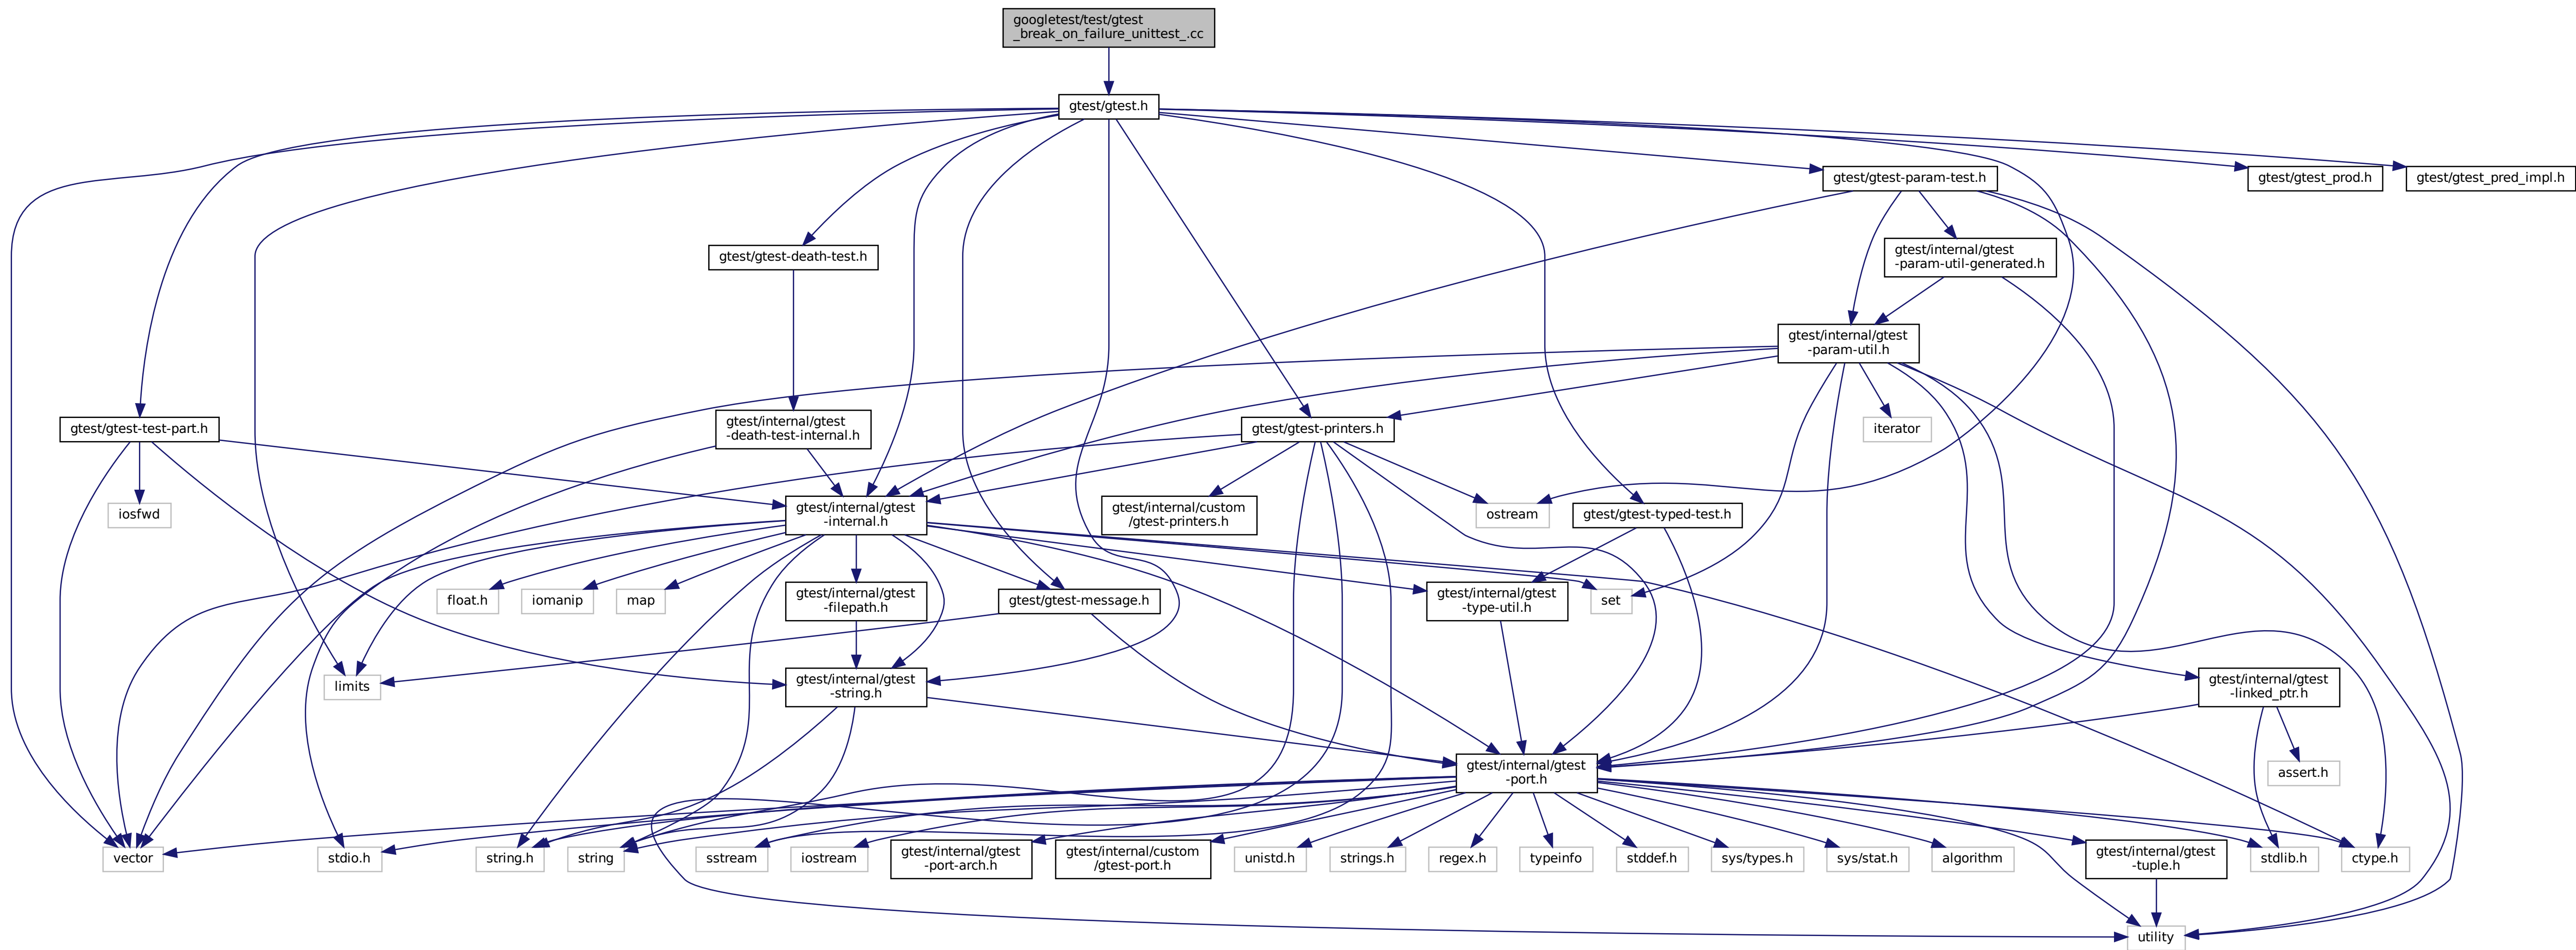 googletest/test/gtest
_break_on_failure_unittest_.cc
gtest/gtest.h
gtest/gtest-param-test.h
gtest/gtest_prod.h
gtest/gtest_pred_impl.h
gtest/gtest-death-test.h
gtest/internal/gtest
-param-util-generated.h
gtest/internal/gtest
-param-util.h
gtest/gtest-test-part.h
gtest/internal/gtest
-death-test-internal.h
gtest/gtest-printers.h
iterator
iosfwd
gtest/internal/gtest
-internal.h
gtest/internal/custom
/gtest-printers.h
ostream
gtest/gtest-typed-test.h
float.h
iomanip
map
gtest/internal/gtest
-filepath.h
gtest/gtest-message.h
gtest/internal/gtest
-type-util.h
set
limits
gtest/internal/gtest
-string.h
gtest/internal/gtest
-linked_ptr.h
gtest/internal/gtest
-port.h
assert.h
vector
stdio.h
string.h
string
sstream
iostream
gtest/internal/gtest
-port-arch.h
gtest/internal/custom
/gtest-port.h
unistd.h
strings.h
regex.h
typeinfo
stddef.h
sys/types.h
sys/stat.h
algorithm
gtest/internal/gtest
-tuple.h
stdlib.h
ctype.h
utility